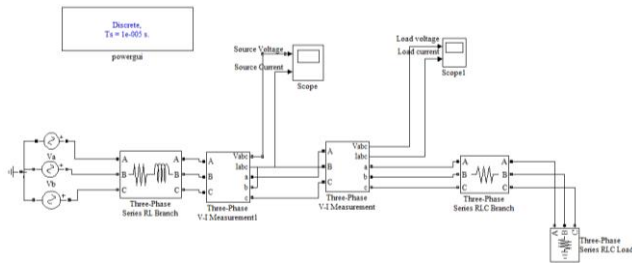 Discrete,
Ts = 1e-005 s.
powergui
Source Voltage
Source Current
Scope
Load voltage
Load current
Scope1
Va
Vb
A
B
C
A
B
C
Three-Phase
Series RL Branch
A
B
C
Vabc
Iabc
a
b
c
Three-Phase
V-I Measurement1
A
B
C
Vabc
Iabc
a
b
c
Three-Phase
V-I Measurement
A
B
C
A
B
C
Three-Phase
Series RLC Branch
A B C
Three-Phase
Series RLC Load